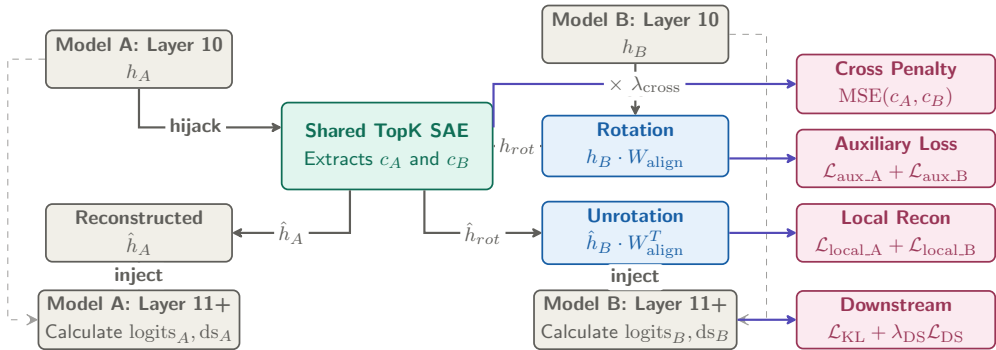 Model A: Layer 10
h_A
Model B: Layer 10
h_B
× λ_cross
Cross Penalty
MSE(c_A, c_B)
hijack
Shared TopK SAE
Extracts c_A and c_B
h_rot
Rotation
h_B · W_align
Auxiliary Loss
ℒ_aux_A + ℒ_aux_B
Reconstructed
ĥ_A
ĥ_A
ĥ_rot
Unrotation
ĥ_B · W_align^T
Local Recon
ℒ_local_A + ℒ_local_B
inject
inject
Model A: Layer 11+
Calculate logits_A, ds_A
Model B: Layer 11+
Calculate logits_B, ds_B
Downstream
ℒ_KL + λ_DS ℒ_DS